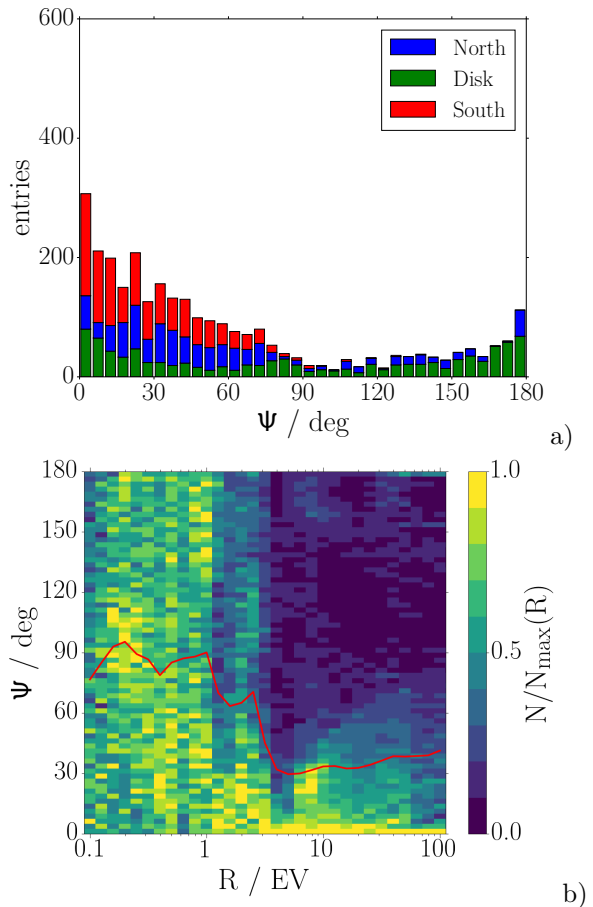 600
400
200
0
entries
North
Disk
South
0 30 60 90 120 150 180
Ψ / deg
a)
180
150
120
90
60
30
0
Ψ / deg
0.1 1 10 100
R / EV
1.0
0.5
0.0
N/N_max(R)
b)